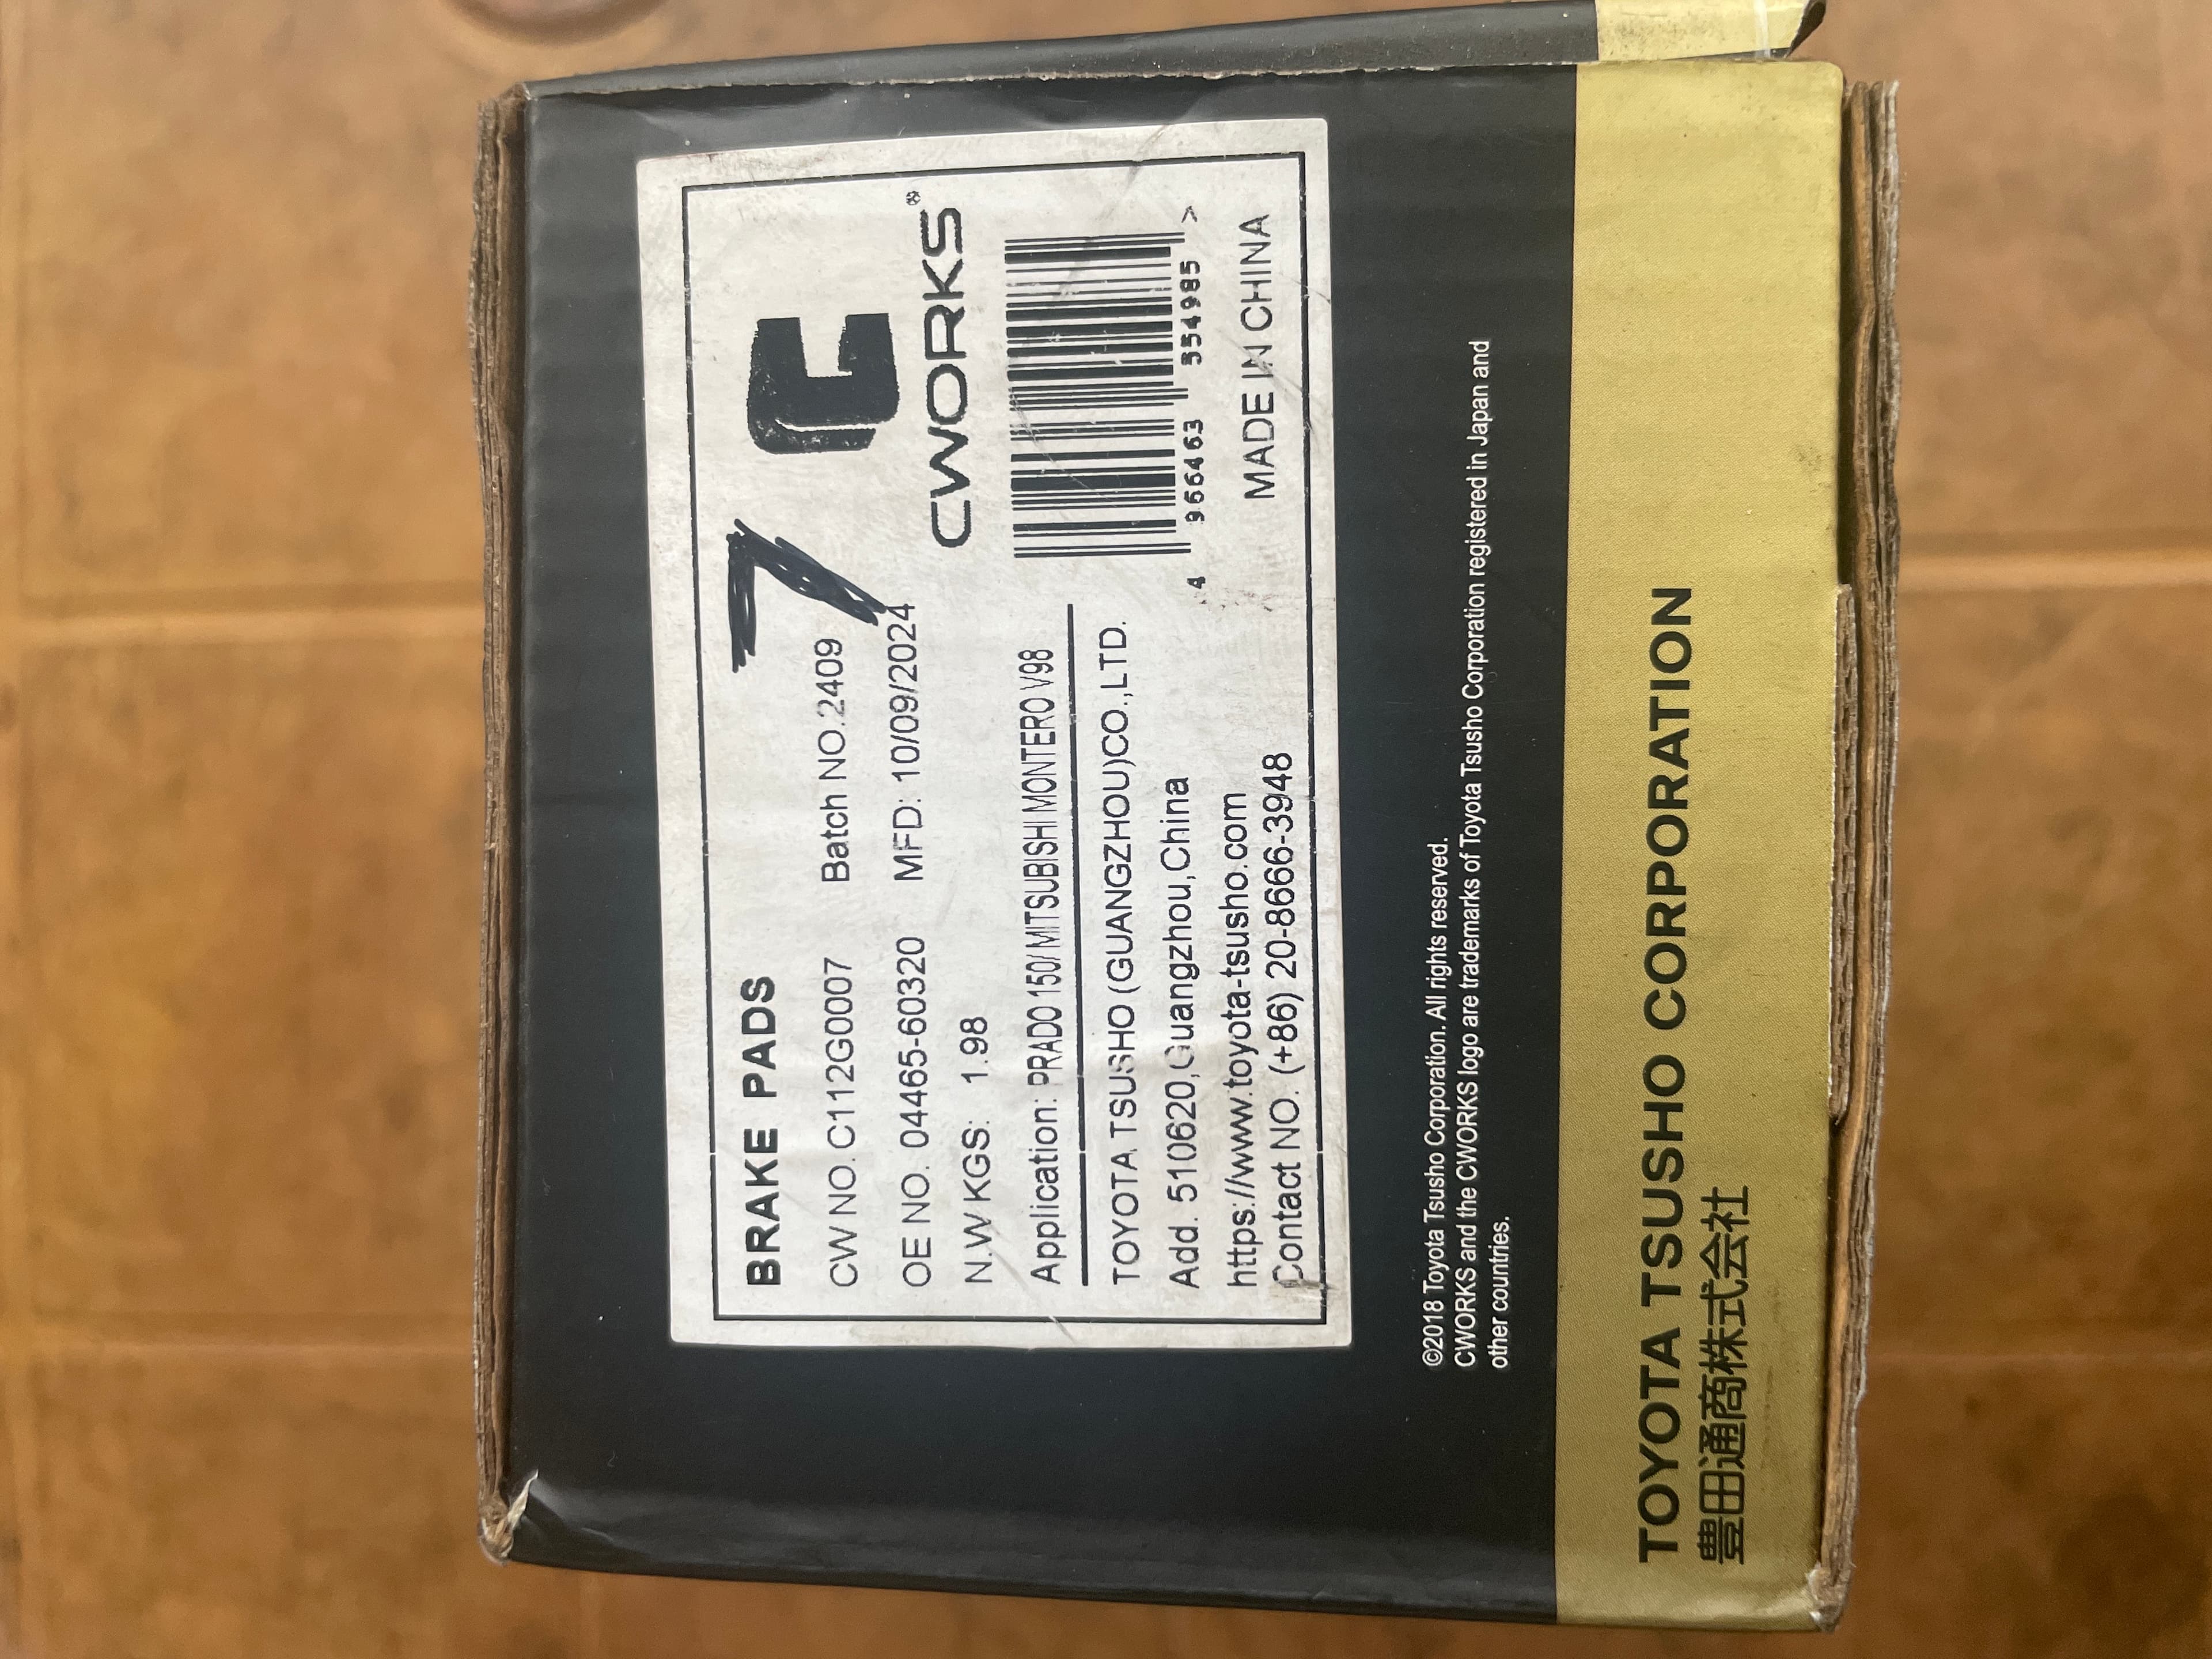 BRAKE PADS
7
CW NO. C112G0007 Batch NO.2409
OE NO. 04465-60320 MFD: 10/09/2024
N.W KGS: 1.98
Application: PRADO 150/ MITSUBISHI MONTERO V98
TOYOTA TSUSHO (GUANGZHOU)CO.,LTD.
Add. 510620,Guangzhou,China
https://www.toyota-tsusho.com
Contact NO. (+86) 20-8666-3948
CWORKS®
4 966463 554985 >
MADE IN CHINA
©2018 Toyota Tsusho Corporation. All rights reserved.
CWORKS and the CWORKS logo are trademarks of Toyota Tsusho Corporation registered in Japan and
other countries.
TOYOTA TSUSHO CORPORATION
豊田通商株式会社